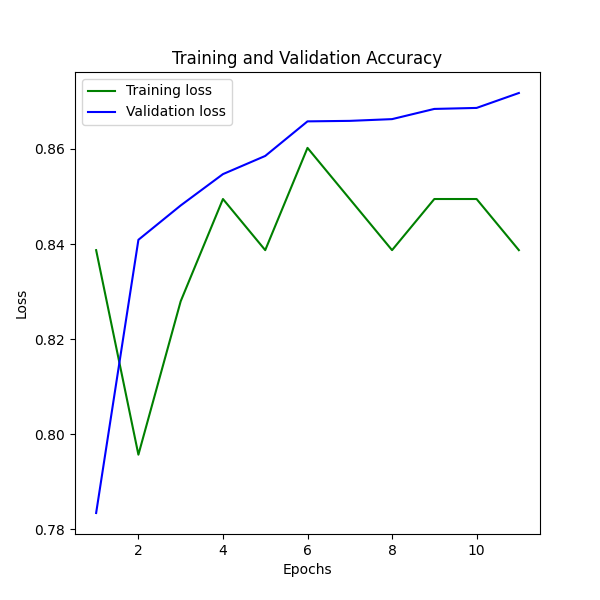 Training and Validation Accuracy
Training loss
Validation loss
0.86
0.84
0.82
0.80
0.78
Loss
2 4 6 8 10
Epochs